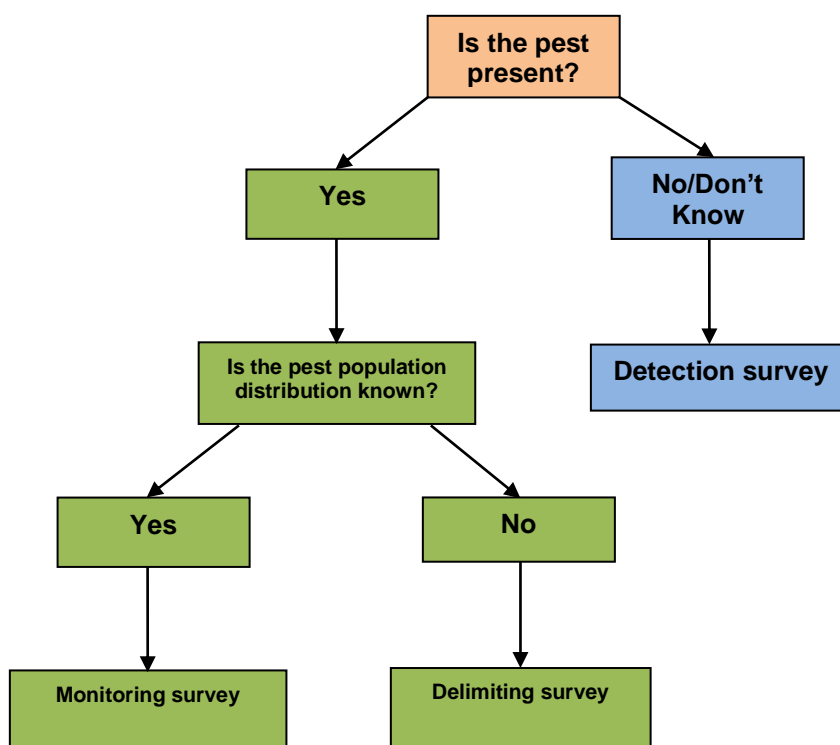 Is the pest
present?
Yes
No/Don’t
Know
Is the pest population
distribution known?
Detection survey
Yes
No
Monitoring survey
Delimiting survey